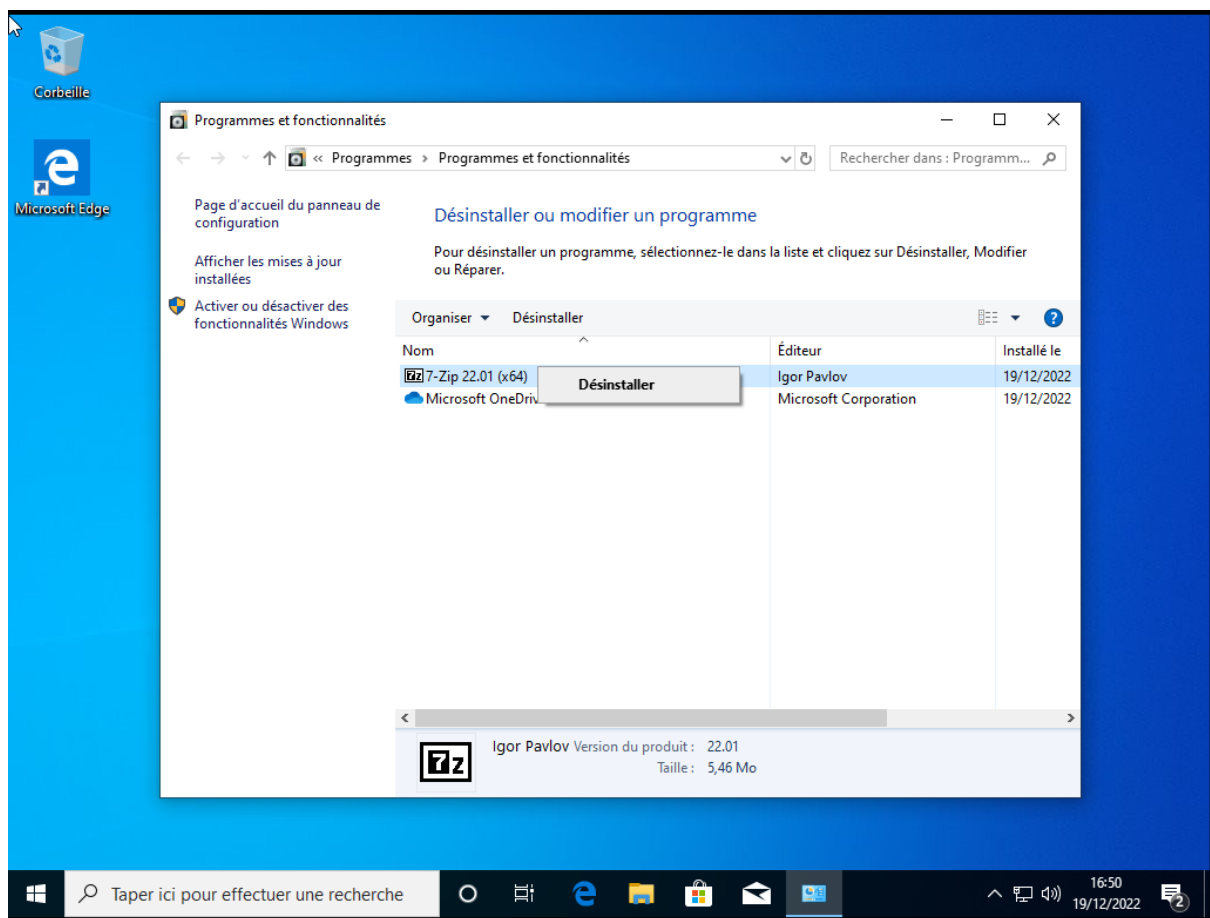 Corbeille
Microsoft Edge
Programmes et fonctionnalités
« Programmes › Programmes et fonctionnalités
Rechercher dans : Programm...
Page d'accueil du panneau de
configuration
Afficher les mises à jour
installées
Activer ou désactiver des
fonctionnalités Windows
Désinstaller ou modifier un programme
Pour désinstaller un programme, sélectionnez-le dans la liste et cliquez sur Désinstaller, Modifier
ou Réparer.
Organiser Désinstaller
Nom Éditeur Installé le
7-Zip 22.01 (x64) Igor Pavlov 19/12/2022
Désinstaller
Microsoft OneDriv Microsoft Corporation 19/12/2022
7z
Igor Pavlov Version du produit : 22.01
Taille : 5,46 Mo
Taper ici pour effectuer une recherche
16:50
19/12/2022
2